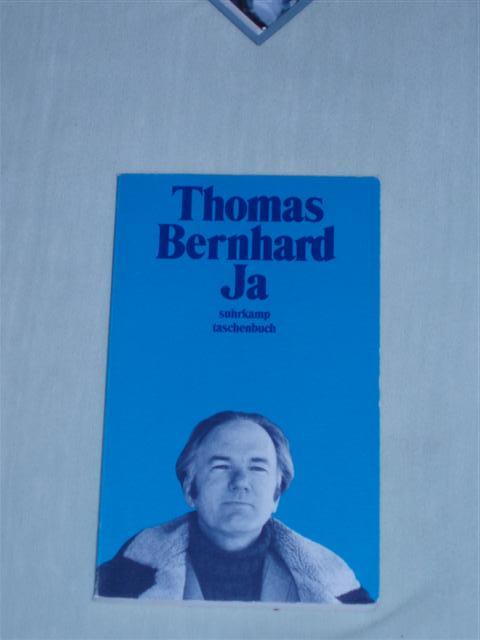 Thomas
Bernhard
Ja
suhrkamp
taschenbuch